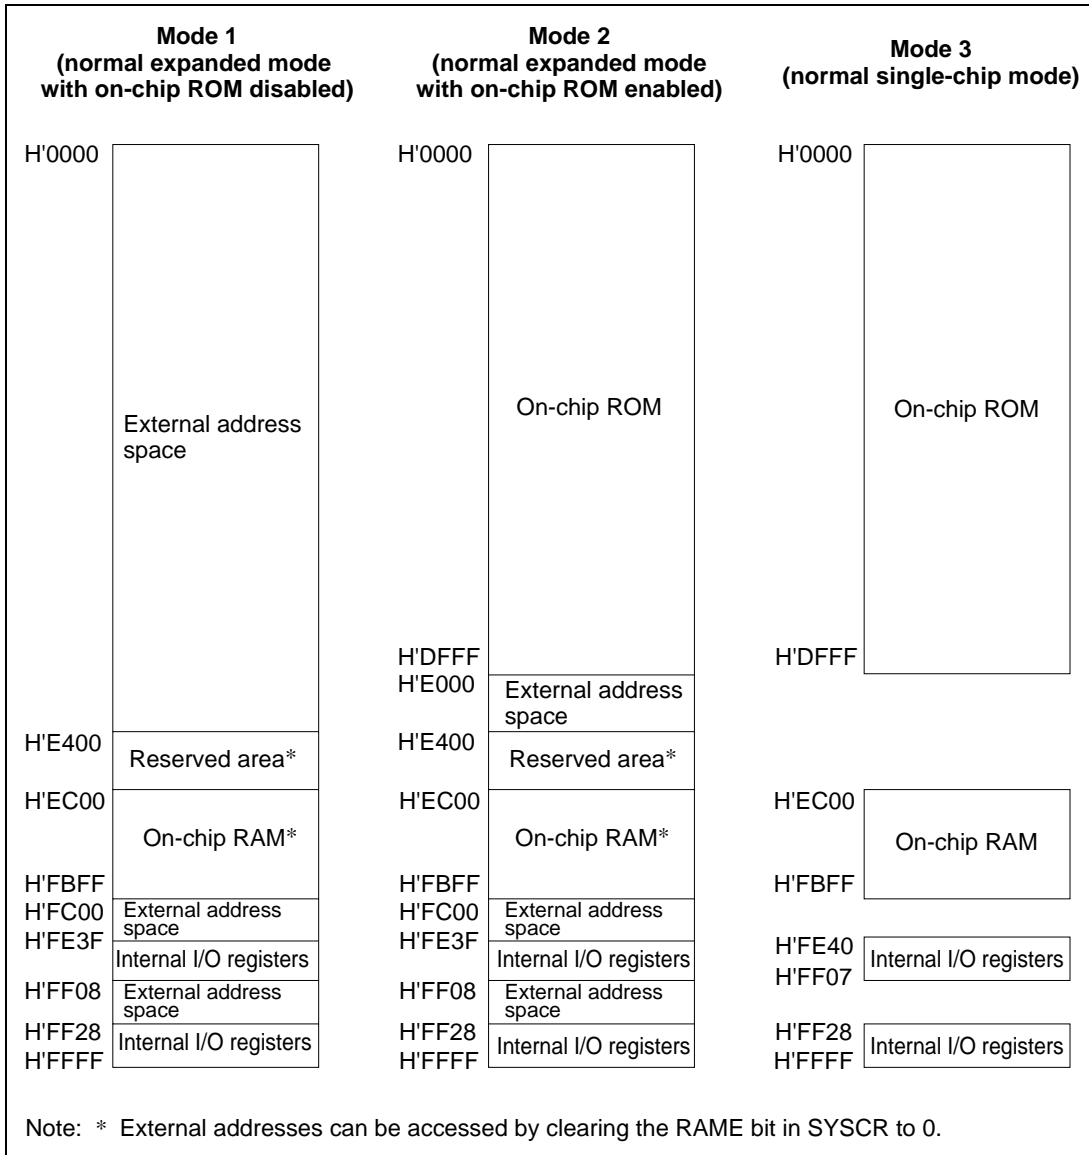 Mode 1
(normal expanded mode
with on-chip ROM disabled)
H'0000
External address
space
H'E400
Reserved area*
H'EC00
On-chip RAM*
H'FBFF
H'FC00
External address
space
H'FE3F
Internal I/O registers
H'FF08
External address
space
H'FF28
Internal I/O registers
H'FFFF
Mode 2
(normal expanded mode
with on-chip ROM enabled)
H'0000
On-chip ROM
H'DFFF
H'E000
External address
space
H'E400
Reserved area*
H'EC00
On-chip RAM*
H'FBFF
H'FC00
External address
space
H'FE3F
Internal I/O registers
H'FF08
External address
space
H'FF28
Internal I/O registers
H'FFFF
Mode 3
(normal single-chip mode)
H'0000
On-chip ROM
H'DFFF
H'EC00
On-chip RAM
H'FBFF
H'FE40
Internal I/O registers
H'FF07
H'FF28
Internal I/O registers
H'FFFF
Note: * External addresses can be accessed by clearing the RAME bit in SYSCR to 0.